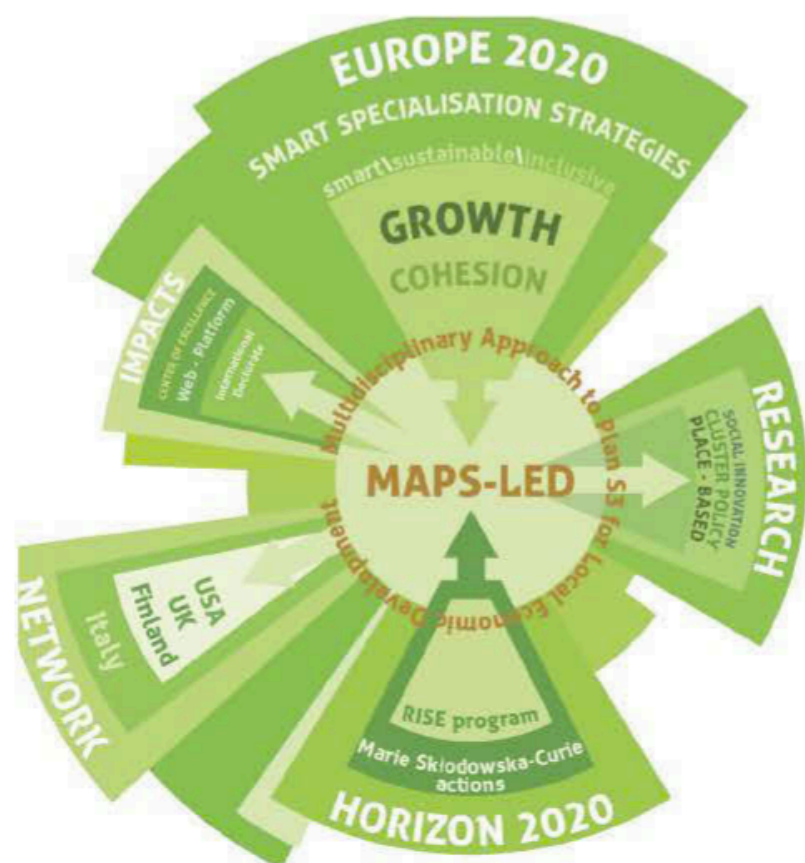 EUROPE 2020
SMART SPECIALISATION STRATEGIES
smart\sustainable\inclusive
GROWTH
COHESION
IMPACTS
CENTER OF EXCELLENCE
Web - Platform
International
Doctorate
Multidisciplinary Approach to Plan S3 for Local Economic Development
MAPS-LED
RESEARCH
SOCIAL INNOVATION
CLUSTER POLICY
PLACE - BASED
NETWORK
Italy
USA
UK
Finland
RISE program
Marie Skłodowska-Curie
actions
HORIZON 2020